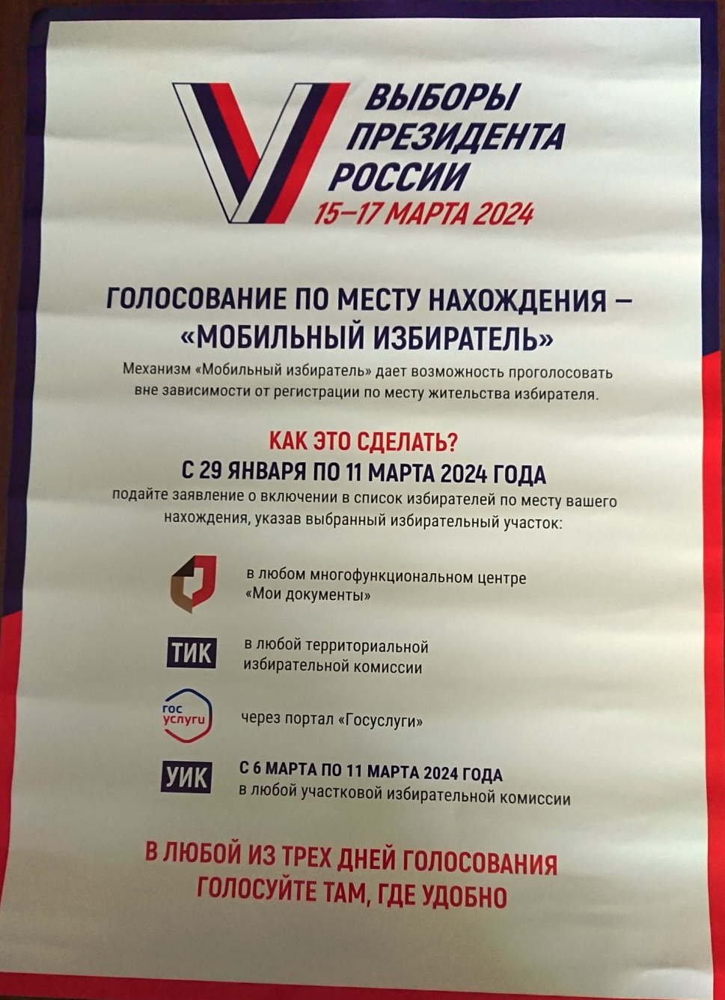 ВЫБОРЫ
ПРЕЗИДЕНТА
РОССИИ
15–17 МАРТА 2024
ГОЛОСОВАНИЕ ПО МЕСТУ НАХОЖДЕНИЯ –
«МОБИЛЬНЫЙ ИЗБИРАТЕЛЬ»
Механизм «Мобильный избиратель» дает возможность проголосовать
вне зависимости от регистрации по месту жительства избирателя.
КАК ЭТО СДЕЛАТЬ?
С 29 ЯНВАРЯ ПО 11 МАРТА 2024 ГОДА
подайте заявление о включении в список избирателей по месту вашего
нахождения, указав выбранный избирательный участок:
в любом многофункциональном центре
«Мои документы»
ТИК
в любой территориальной
избирательной комиссии
гос
услуги
через портал «Госуслуги»
УИК
С 6 МАРТА ПО 11 МАРТА 2024 ГОДА
в любой участковой избирательной комиссии
В ЛЮБОЙ ИЗ ТРЕХ ДНЕЙ ГОЛОСОВАНИЯ
ГОЛОСУЙТЕ ТАМ, ГДЕ УДОБНО